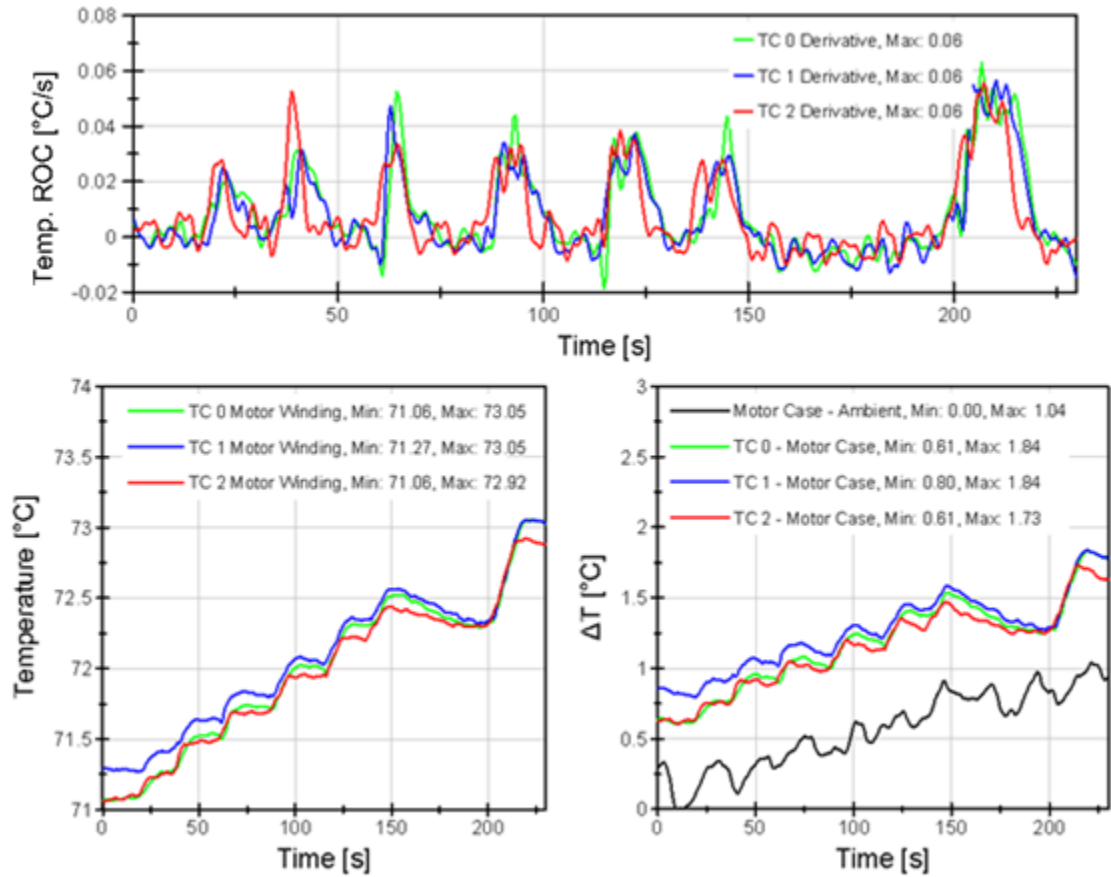 0.08
0.06
0.04
0.02
0
-0.02
Temp. ROC [°C/s]
TC 0 Derivative, Max: 0.06
TC 1 Derivative, Max: 0.06
TC 2 Derivative, Max: 0.06
0 50 100 150 200
Time [s]
74
73.5
73
72.5
72
71.5
71
Temperature [°C]
TC 0 Motor Winding, Min: 71.06, Max: 73.05
TC 1 Motor Winding, Min: 71.27, Max: 73.05
TC 2 Motor Winding, Min: 71.06, Max: 72.92
0 50 100 150 200
Time [s]
3
2.5
2
1.5
1
0.5
0
ΔT [°C]
Motor Case - Ambient, Min: 0.00, Max: 1.04
TC 0 - Motor Case, Min: 0.61, Max: 1.84
TC 1 - Motor Case, Min: 0.80, Max: 1.84
TC 2 - Motor Case, Min: 0.61, Max: 1.73
0 50 100 150 200
Time [s]